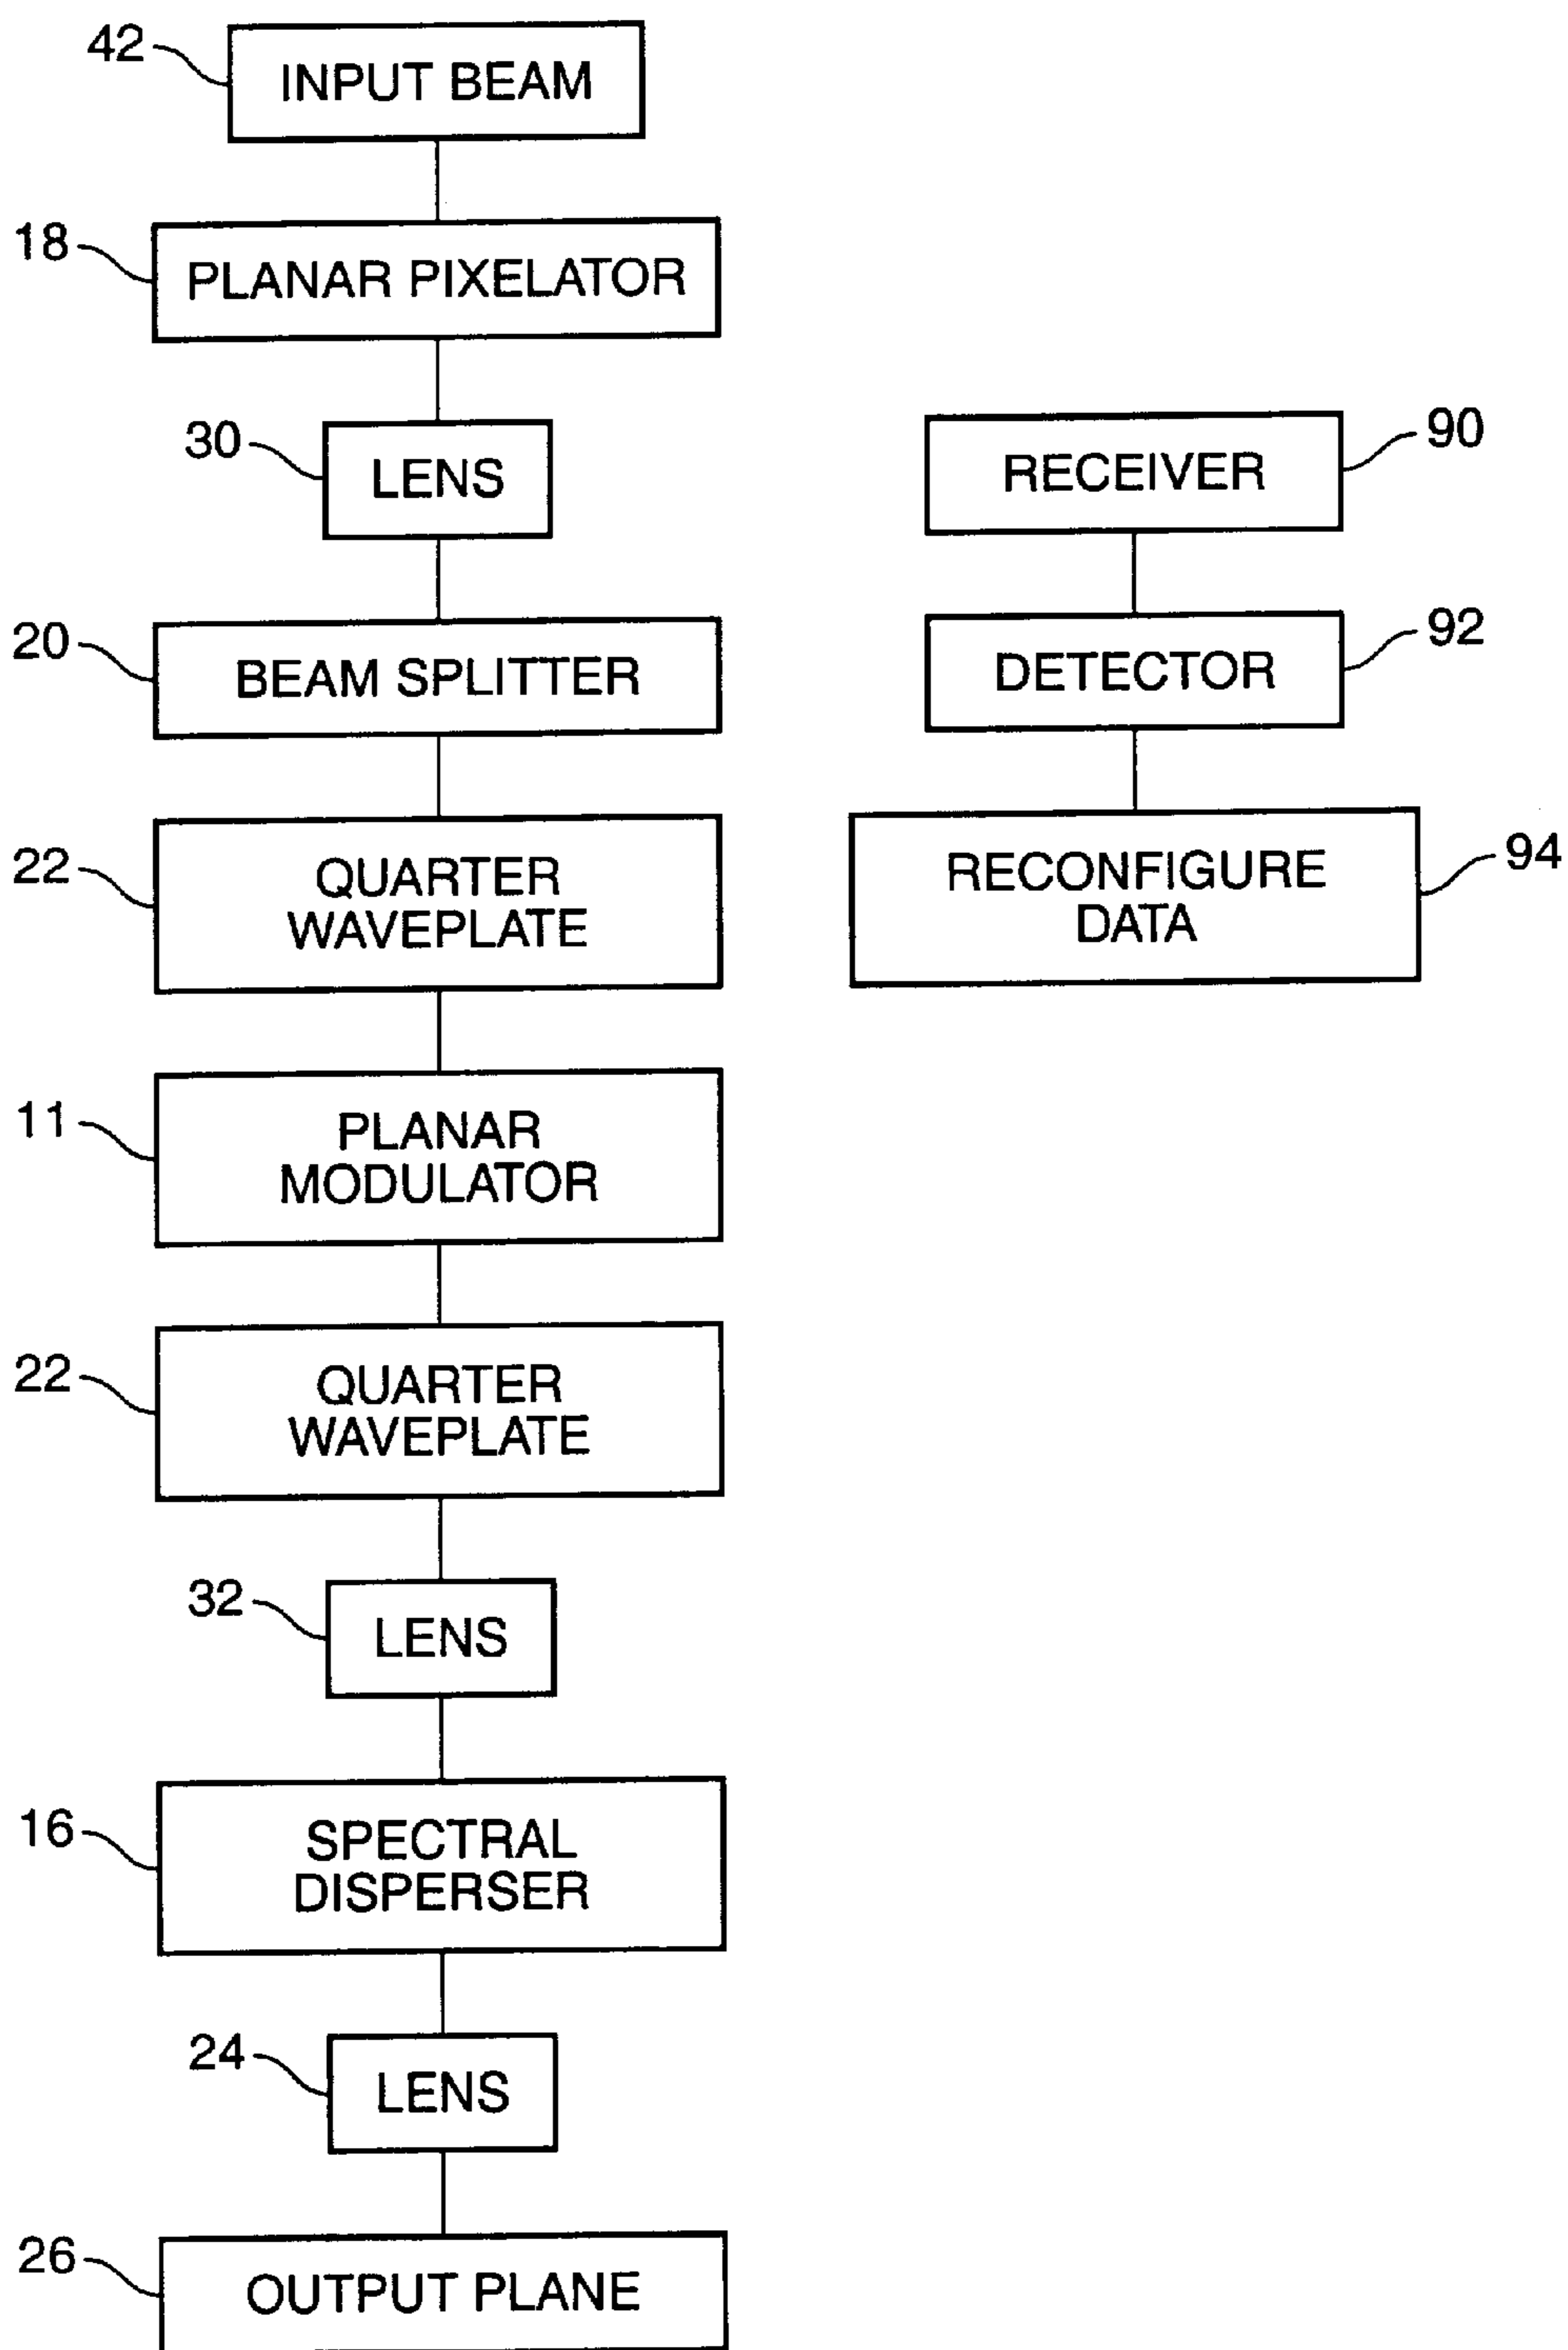 42
INPUT BEAM
18
PLANAR PIXELATOR
30
LENS
20
BEAM SPLITTER
22
QUARTER
WAVEPLATE
11
PLANAR
MODULATOR
22
QUARTER
WAVEPLATE
32
LENS
16
SPECTRAL
DISPERSER
24
LENS
26
OUTPUT PLANE
RECEIVER
90
DETECTOR
92
RECONFIGURE
DATA
94